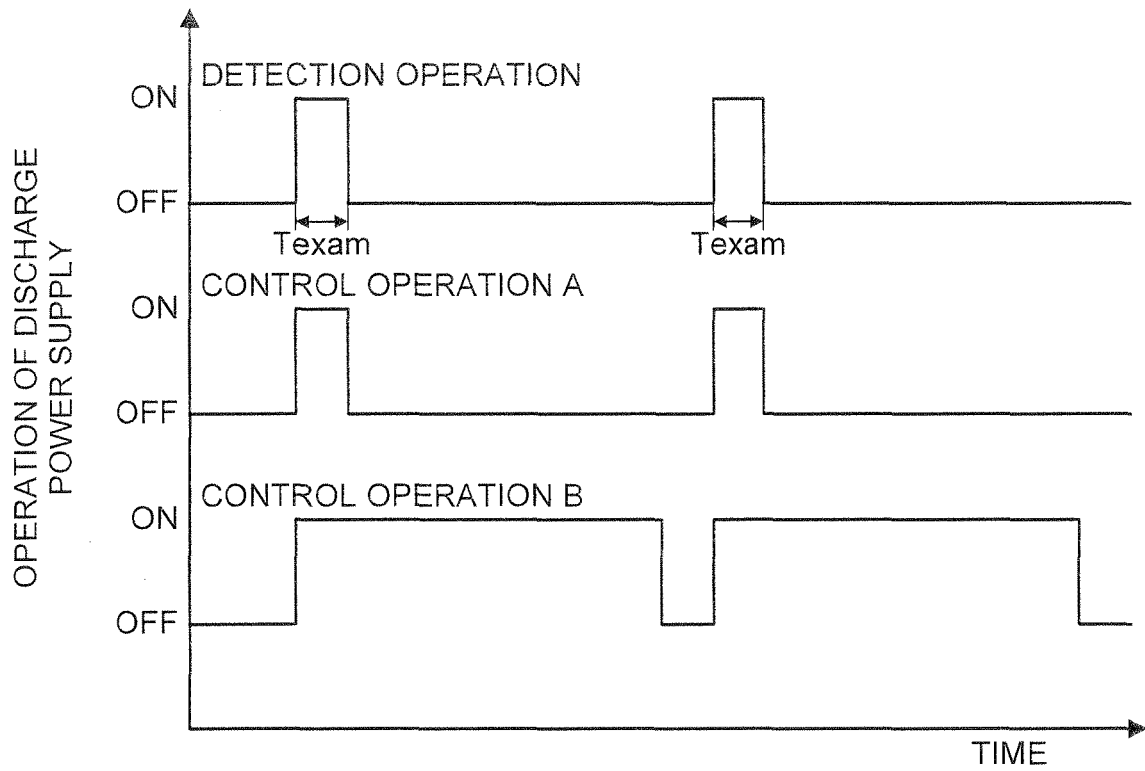 OPERATION OF DISCHARGE
POWER SUPPLY
DETECTION OPERATION
ON
OFF
Texam
Texam
CONTROL OPERATION A
ON
OFF
CONTROL OPERATION B
ON
OFF
TIME